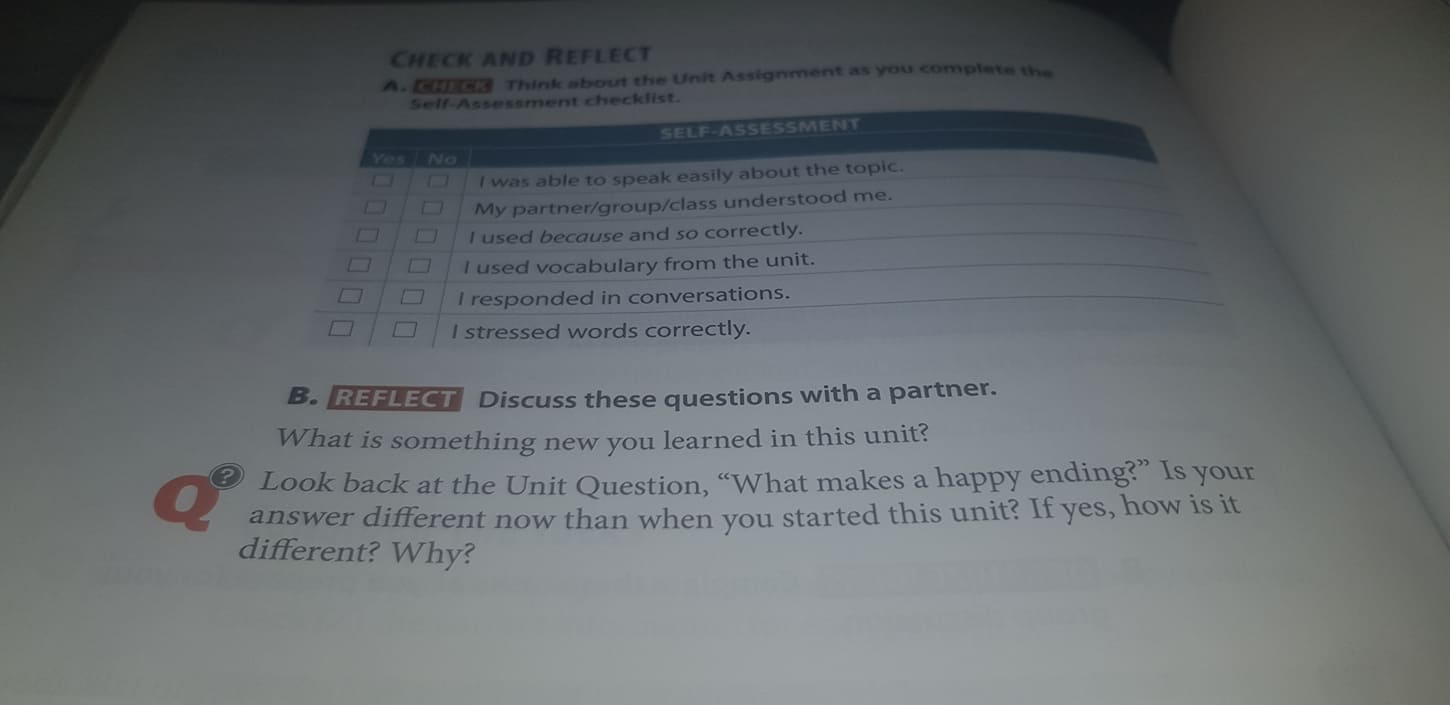 CHECK AND REFLECT
A. CHECK Think about the Unit Assignment as you complete the
Self-Assessment checklist.
SELF-ASSESSMENT
Yes No
I was able to speak easily about the topic.
My partner/group/class understood me.
I used because and so correctly.
I used vocabulary from the unit.
I responded in conversations.
I stressed words correctly.
B. REFLECT Discuss these questions with a partner.
What is something new you learned in this unit?
Q? Look back at the Unit Question, “What makes a happy ending?” Is your
answer different now than when you started this unit? If yes, how is it
different? Why?